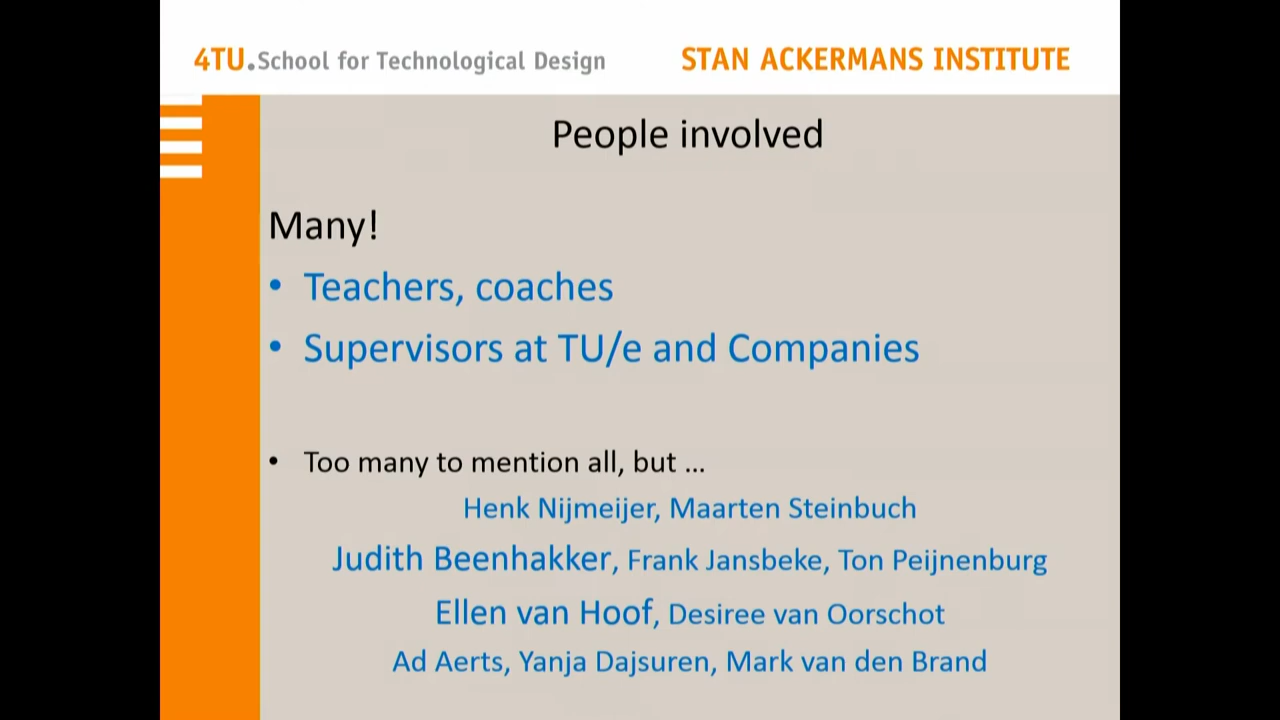 4TU.School for Technological Design STAN ACKERMANS INSTITUTE
People involved
Many!
• Teachers, coaches
• Supervisors at TU/e and Companies
• Too many to mention all, but ...
Henk Nijmeijer, Maarten Steinbuch
Judith Beenhakker, Frank Jansbeke, Ton Peijnenburg
Ellen van Hoof, Desiree van Oorschot
Ad Aerts, Yanja Dajsuren, Mark van den Brand